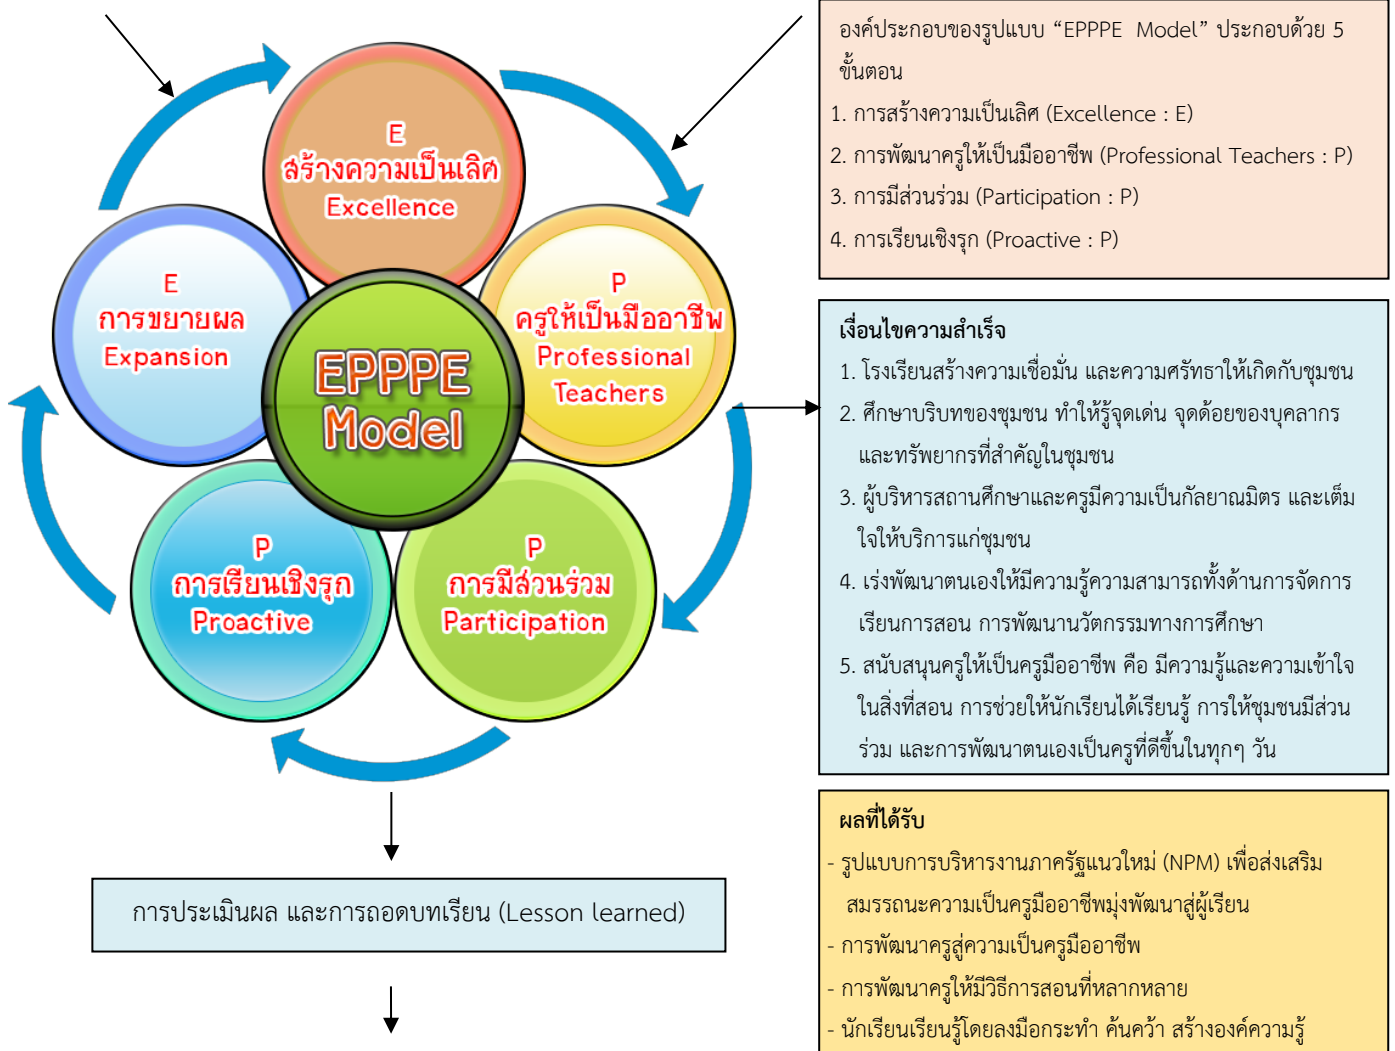 E
สร้างความเป็นเลิศ
Excellence
P
ครูให้เป็นมืออาชีพ
Professional
Teachers
P
การมีส่วนร่วม
Participation
P
การเรียนเชิงรุก
Proactive
E
การขยายผล
Expansion
EPPPE
Model
การประเมินผล และการถอดบทเรียน (Lesson learned)
องค์ประกอบของรูปแบบ “EPPPE Model” ประกอบด้วย 5
ขั้นตอน
1. การสร้างความเป็นเลิศ (Excellence : E)
2. การพัฒนาครูให้เป็นมืออาชีพ (Professional Teachers : P)
3. การมีส่วนร่วม (Participation : P)
4. การเรียนเชิงรุก (Proactive : P)
เงื่อนไขความสำเร็จ
1. โรงเรียนสร้างความเชื่อมั่น และความศรัทธาให้เกิดกับชุมชน
2. ศึกษาบริบทของชุมชน ทำให้รู้จุดเด่น จุดด้อยของบุคลากร
และทรัพยากรที่สำคัญในชุมชน
3. ผู้บริหารสถานศึกษาและครูมีความเป็นกัลยาณมิตร และเต็ม
ใจให้บริการแก่ชุมชน
4. เร่งพัฒนาตนเองให้มีความรู้ความสามารถทั้งด้านการจัดการ
เรียนการสอน การพัฒนานวัตกรรมทางการศึกษา
5. สนับสนุนครูให้เป็นครูมืออาชีพ คือ มีความรู้และความเข้าใจ
ในสิ่งที่สอน การช่วยให้นักเรียนได้เรียนรู้ การให้ชุมชนมีส่วน
ร่วม และการพัฒนาตนเองเป็นครูที่ดีขึ้นในทุกๆ วัน
ผลที่ได้รับ
- รูปแบบการบริหารงานภาครัฐแนวใหม่ (NPM) เพื่อส่งเสริม
สมรรถนะความเป็นครูมืออาชีพมุ่งพัฒนาสู่ผู้เรียน
- การพัฒนาครูสู่ความเป็นครูมืออาชีพ
- การพัฒนาครูให้มีวิธีการสอนที่หลากหลาย
- นักเรียนเรียนรู้โดยลงมือกระทำ ค้นคว้า สร้างองค์ความรู้